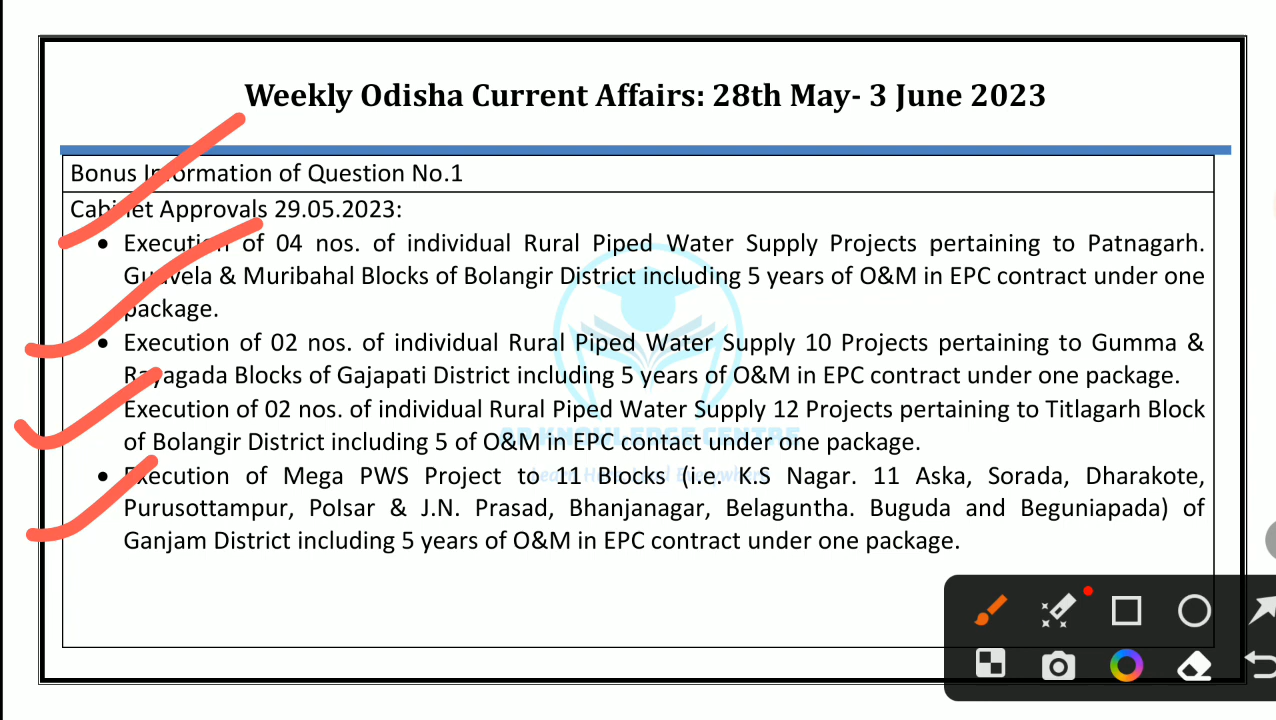 Weekly Odisha Current Affairs: 28th May- 3 June 2023
Bonus Information of Question No.1
Cabinet Approvals 29.05.2023:
• Execution of 04 nos. of individual Rural Piped Water Supply Projects pertaining to Patnagarh.
Gudvela & Muribahal Blocks of Bolangir District including 5 years of O&M in EPC contract under one
package.
• Execution of 02 nos. of individual Rural Piped Water Supply 10 Projects pertaining to Gumma &
Rayagada Blocks of Gajapati District including 5 years of O&M in EPC contract under one package.
Execution of 02 nos. of individual Rural Piped Water Supply 12 Projects pertaining to Titlagarh Block
of Bolangir District including 5 of O&M in EPC contact under one package.
• Execution of Mega PWS Project to 11 Blocks (i.e. K.S Nagar. 11 Aska, Sorada, Dharakote,
Purusottampur, Polsar & J.N. Prasad, Bhanjanagar, Belaguntha. Buguda and Beguniapada) of
Ganjam District including 5 years of O&M in EPC contract under one package.